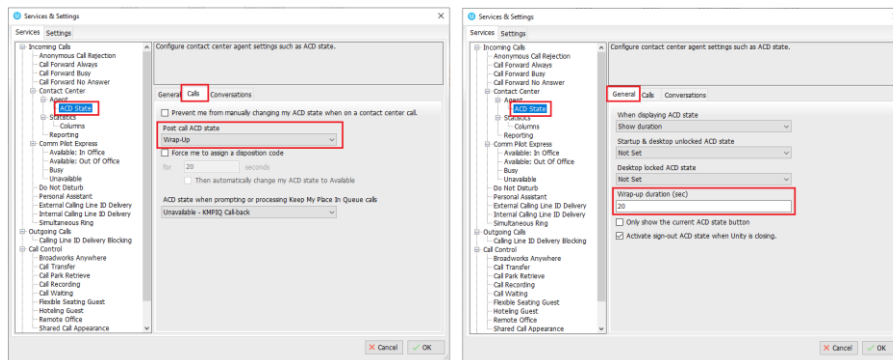 Services & Settings
Services Settings
Incoming Calls
Anonymous Call Rejection
Call Forward Always
Call Forward Busy
Call Forward No Answer
Contact Center
Agent
ACD State
Statistics
Columns
Reporting
Comm Pilot Express
Available: In Office
Available: Out Of Office
Busy
Unavailable
Do Not Disturb
Personal Assistant
External Calling Line ID Delivery
Internal Calling Line ID Delivery
Simultaneous Ring
Outgoing Calls
Calling Line ID Delivery Blocking
Call Control
Broadworks Anywhere
Call Transfer
Call Park Retrieve
Call Recording
Call Waiting
Flexible Seating Guest
Hoteling Guest
Remote Office
Shared Call Appearance
Configure contact center agent settings such as ACD state.
General Calls Conversations
Prevent me from manually changing my ACD state when on a contact center call.
Post call ACD state
Wrap-Up
Force me to assign a disposition code
for 20 seconds
Then automatically change my ACD state to Available
ACD state when prompting or processing Keep My Place In Queue calls
Unavailable - KMPIQ Call-back
Cancel OK
Services & Settings
Services Settings
Incoming Calls
Anonymous Call Rejection
Call Forward Always
Call Forward Busy
Call Forward No Answer
Contact Center
Agent
ACD State
Statistics
Columns
Reporting
Comm Pilot Express
Available: In Office
Available: Out Of Office
Busy
Unavailable
Do Not Disturb
Personal Assistant
External Calling Line ID Delivery
Internal Calling Line ID Delivery
Simultaneous Ring
Outgoing Calls
Calling Line ID Delivery Blocking
Call Control
Broadworks Anywhere
Call Transfer
Call Park Retrieve
Call Recording
Call Waiting
Flexible Seating Guest
Hoteling Guest
Remote Office
Shared Call Appearance
Configure contact center agent settings such as ACD state.
General Calls Conversations
When displaying ACD state
Show duration
Startup & desktop unlocked ACD state
Not Set
Desktop locked ACD state
Not Set
Wrap-up duration (sec)
20
Only show the current ACD state button
Activate sign-out ACD state when Unity is closing.
Cancel OK